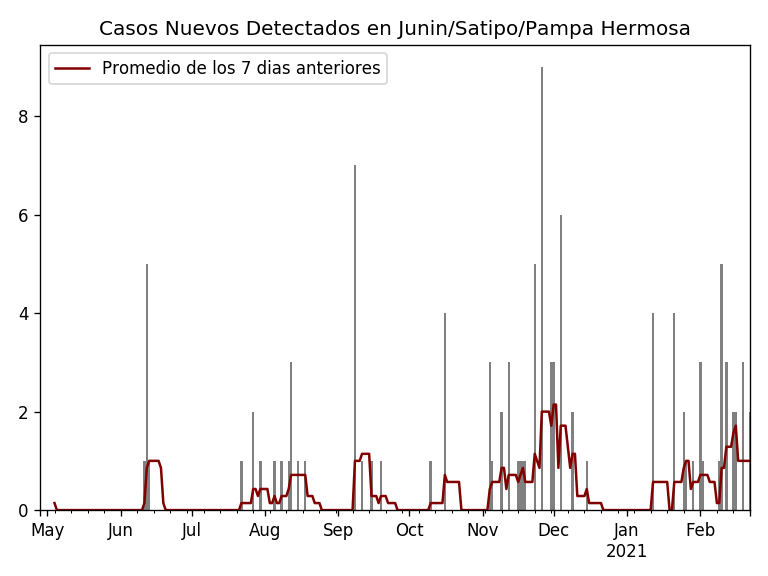 Casos Nuevos Detectados en Junin/Satipo/Pampa Hermosa
Promedio de los 7 dias anteriores
8
6
4
2
0
May Jun Jul Aug Sep Oct Nov Dec Jan Feb
2021